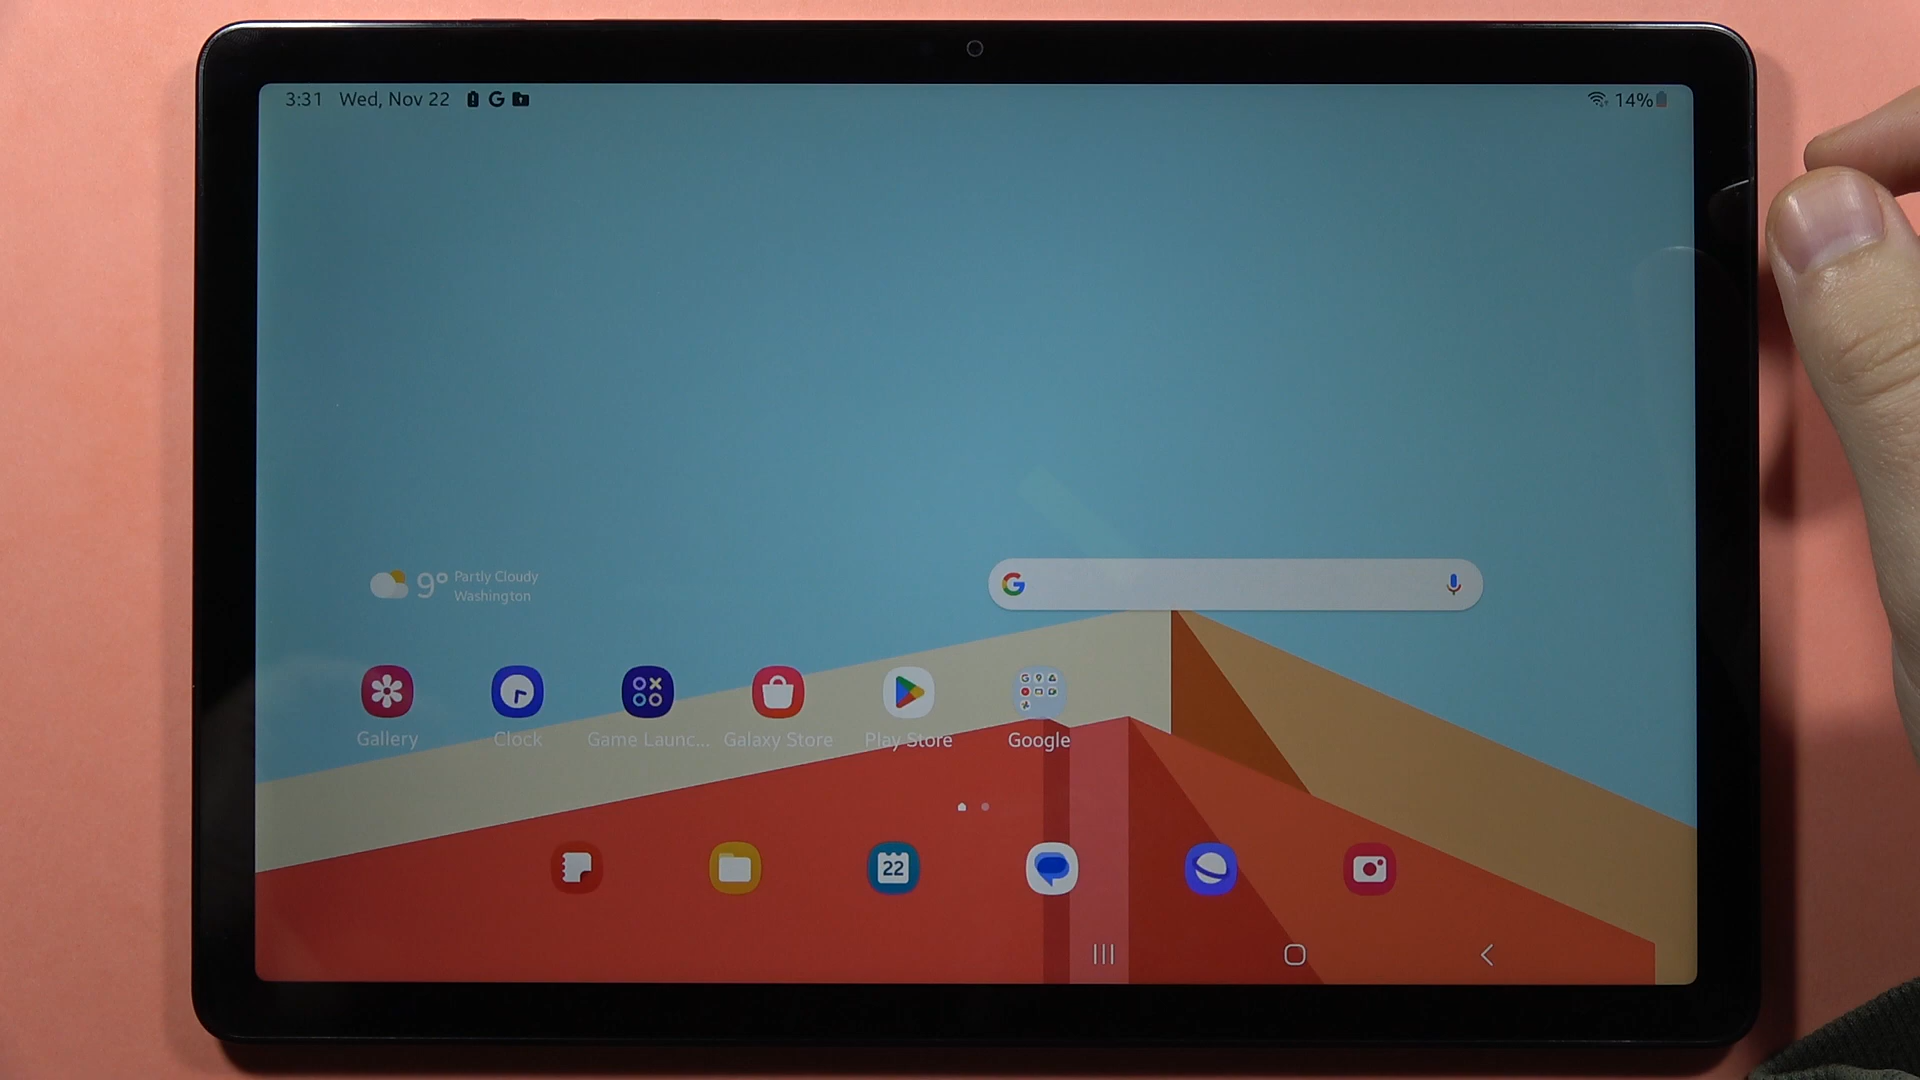 3:31 Wed, Nov 22 G 14%
9° Partly Cloudy
Washington
G
Gallery Clock Game Launc... Galaxy Store Play Store Google
22